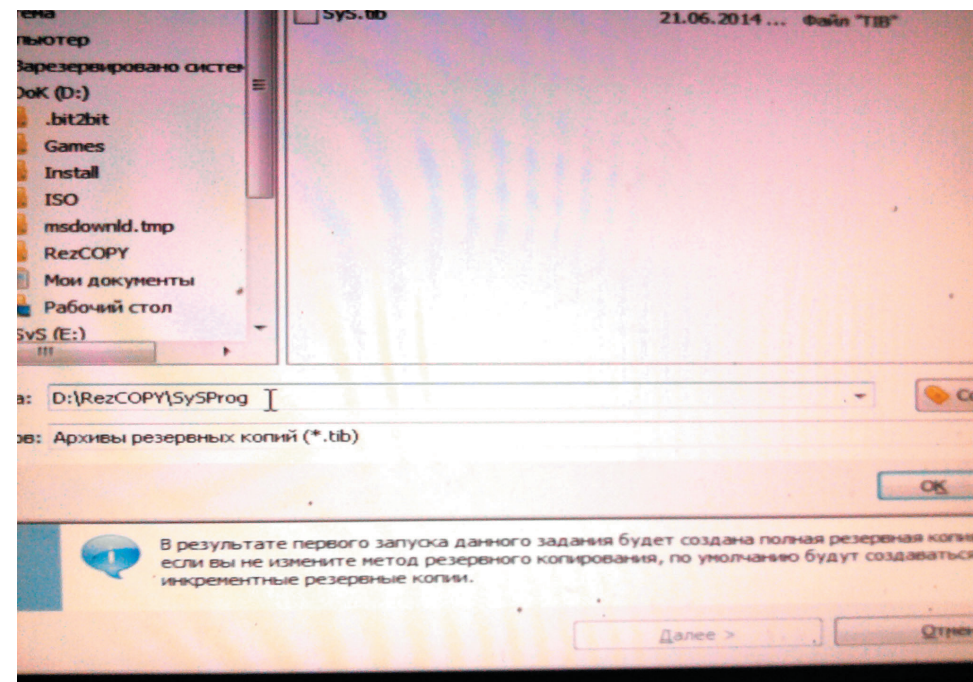 SyS.tib 21.06.2014 ... Файл "TIB"
Зарезервировано систем
DoK (D:)
.bit2bit
Games
Install
ISO
msdownld.tmp
RezCOPY
Мои документы
Рабочий стол
SyS (E:)
D:\RezCOPY\SySProg
Архивы резервных копий (*.tib)
OK
В результате первого запуска данного задания будет создана полная резервная копи
если вы не измените метод резервного копирования, по умолчанию будут создаваться
инкрементные резервные копии.
Далее > Отмен